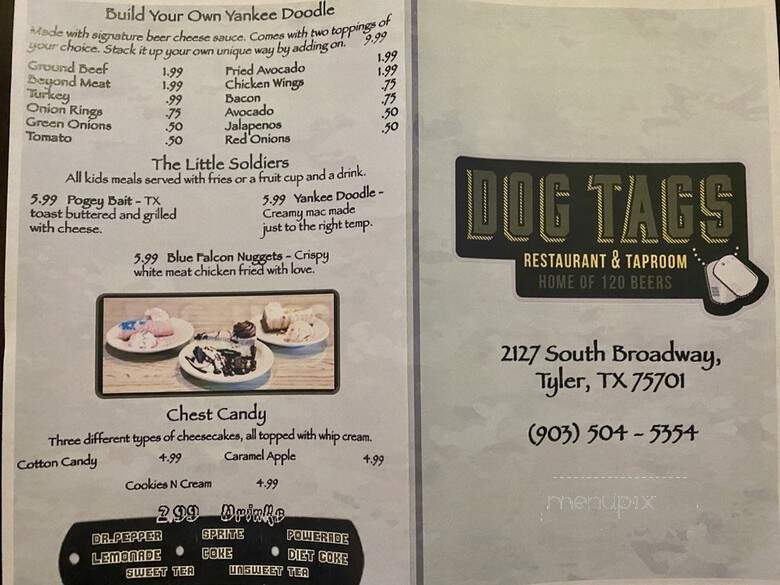 Build Your Own Yankee Doodle
Made with signature beer cheese sauce. Comes with two toppings of
your choice. Stack it up your own unique way by adding on. 9.99
Ground Beef 1.99
Beyond Meat 1.99
Turkey .99
Onion Rings .75
Green Onions .50
Tomato .50
Fried Avocado 1.99
Chicken Wings 1.99
Bacon .75
Avocado .75
Jalapenos .50
Red Onions .50
The Little Soldiers
All kids meals served with fries or a fruit cup and a drink.
5.99 Pogey Bait - TX
toast buttered and grilled
with cheese.
5.99 Yankee Doodle -
Creamy mac made
just to the right temp.
5.99 Blue Falcon Nuggets - Crispy
white meat chicken fried with love.
Chest Candy
Three different types of cheesecakes, all topped with whip cream.
Cotton Candy 4.99 Caramel Apple 4.99
Cookies N Cream 4.99
2.99 Drinks
DR.PEPPER SPRITE POWERADE
LEMONADE COKE DIET COKE
SWEET TEA UNSWEET TEA
DOG TAGS
RESTAURANT & TAPROOM
HOME OF 120 BEERS
2127 South Broadway,
Tyler, TX 75701
(903) 504 - 5354
menupix